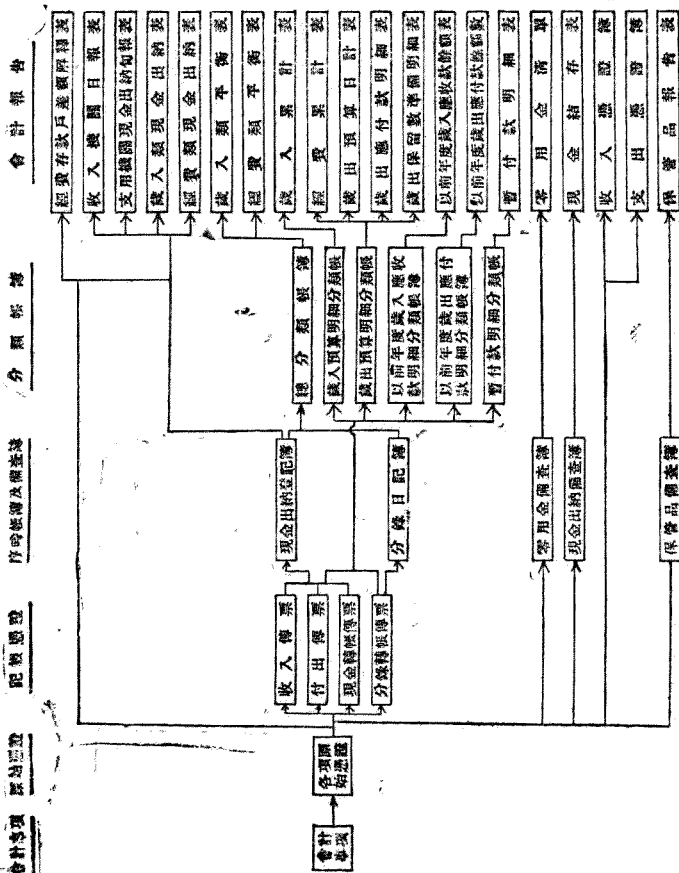 會計事項
原始憑證
記帳憑證
序時帳簿及備查簿
分類帳簿
會計報告
會計
事項
各項原
始憑證
收入傳票
付出傳票
現金轉帳傳票
分錄轉帳傳票
現金出納登記簿
分錄日記簿
零用金備查簿
現金出納備查簿
保管品備查簿
總分類帳簿
歲入預算明細分類帳
歲出預算明細分類帳
以前年度歲入應收
款明細分類帳簿
以前年度歲出應付
款明細分類帳簿
暫付款明細分類帳
經費存款戶差額解釋表
收入機關日報表
支用機關現金出納旬報表
歲入類現金出納表
經費類現金出納表
歲入類平衡表
經費類平衡表
歲入累計表
經費累計表
歲出預算日計表
歲出應付款明細表
歲出保留數準備明細表
以前年度歲入應收款餘額表
以前年度歲出應付款餘額表
暫付款明細表
零用金清單
現金結存表
收入憑證簿
支出憑證簿
保管品報告表